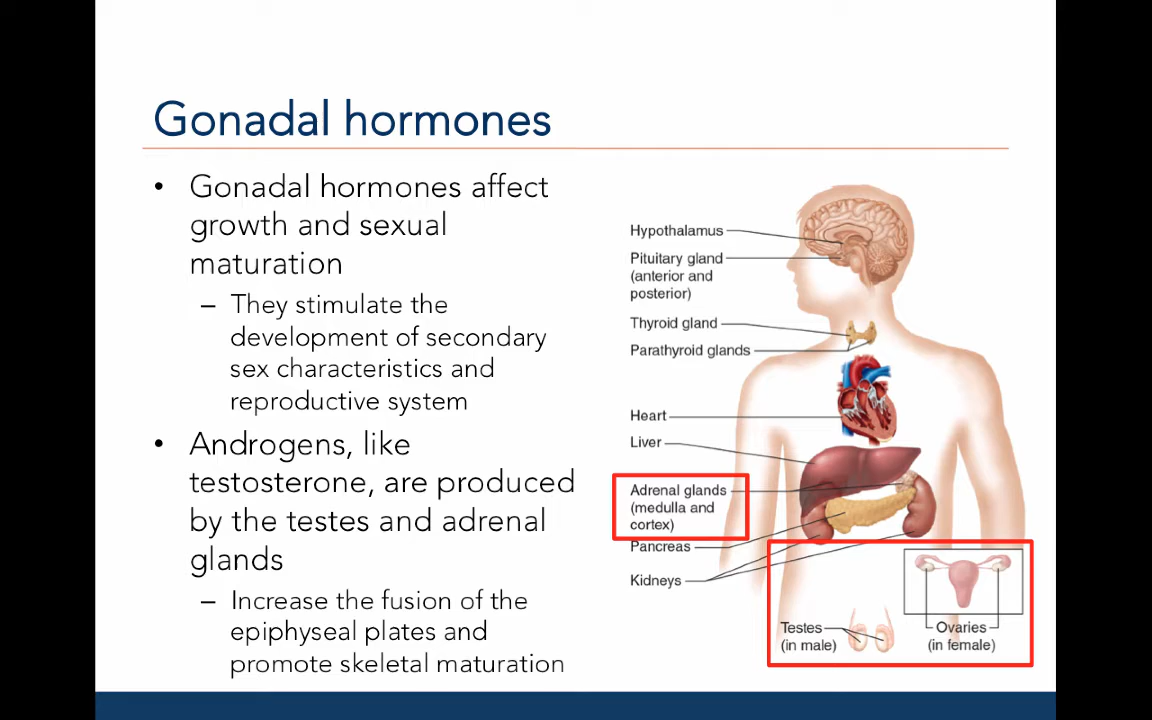 Gonadal hormones
• Gonadal hormones affect
growth and sexual
maturation
– They stimulate the
development of secondary
sex characteristics and
reproductive system
• Androgens, like
testosterone, are produced
by the testes and adrenal
glands
– Increase the fusion of the
epiphyseal plates and
promote skeletal maturation
Hypothalamus
Pituitary gland
(anterior and
posterior)
Thyroid gland
Parathyroid glands
Heart
Liver
Adrenal glands
(medulla and
cortex)
Pancreas
Kidneys
Testes
(in male)
Ovaries
(in female)